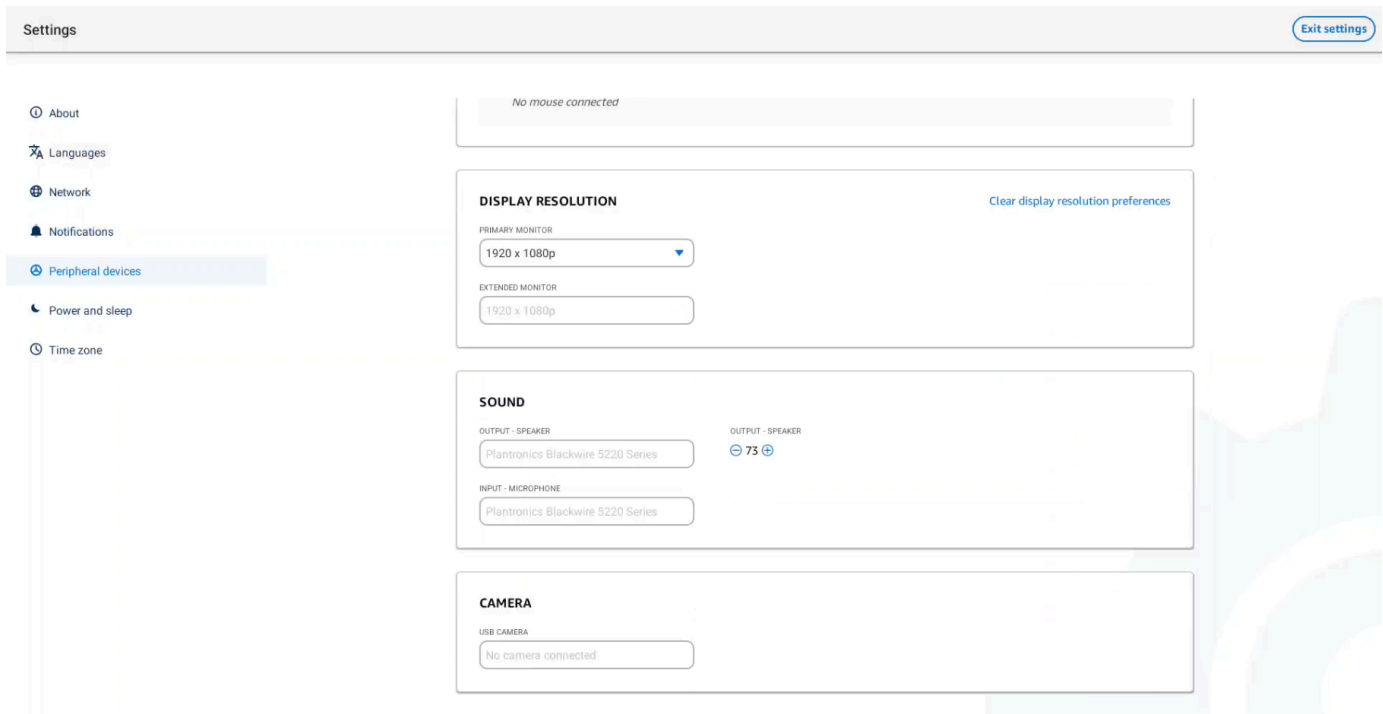 Settings
Exit settings
About
Languages
Network
Notifications
Peripheral devices
Power and sleep
Time zone
No mouse connected
DISPLAY RESOLUTION
Clear display resolution preferences
PRIMARY MONITOR
1920 x 1080p
EXTENDED MONITOR
1920 x 1080p
SOUND
OUTPUT - SPEAKER
Plantronics Blackwire 5220 Series
OUTPUT - SPEAKER
73
INPUT - MICROPHONE
Plantronics Blackwire 5220 Series
CAMERA
USB CAMERA
No camera connected